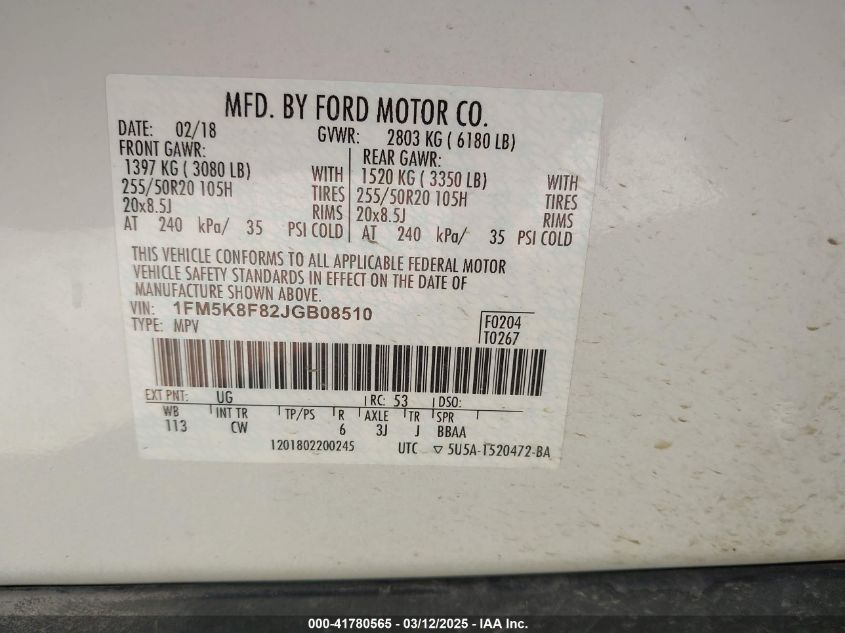 MFD. BY FORD MOTOR CO.
DATE: 02/18 GVWR: 2803 KG ( 6180 LB)
FRONT GAWR: REAR GAWR:
1397 KG ( 3080 LB) WITH 1520 KG ( 3350 LB) WITH
255/50R20 105H TIRES 255/50R20 105H TIRES
20x8.5J RIMS 20x8.5J RIMS
AT 240 kPa/ 35 PSI COLD AT 240 kPa/ 35 PSI COLD
THIS VEHICLE CONFORMS TO ALL APPLICABLE FEDERAL MOTOR
VEHICLE SAFETY STANDARDS IN EFFECT ON THE DATE OF
MANUFACTURE SHOWN ABOVE.
VIN: 1FM5K8F82JGB08510
TYPE: MPV
F0204
T0267
EXT PNT: UG RC: 53 DSO:
WB INT TR TP/PS R AXLE TR SPR
113 CW 6 3J J BBAA
1201802200245 UTC ▽ 5U5A-1520472-BA
000-41780565 - 03/12/2025 - IAA Inc.